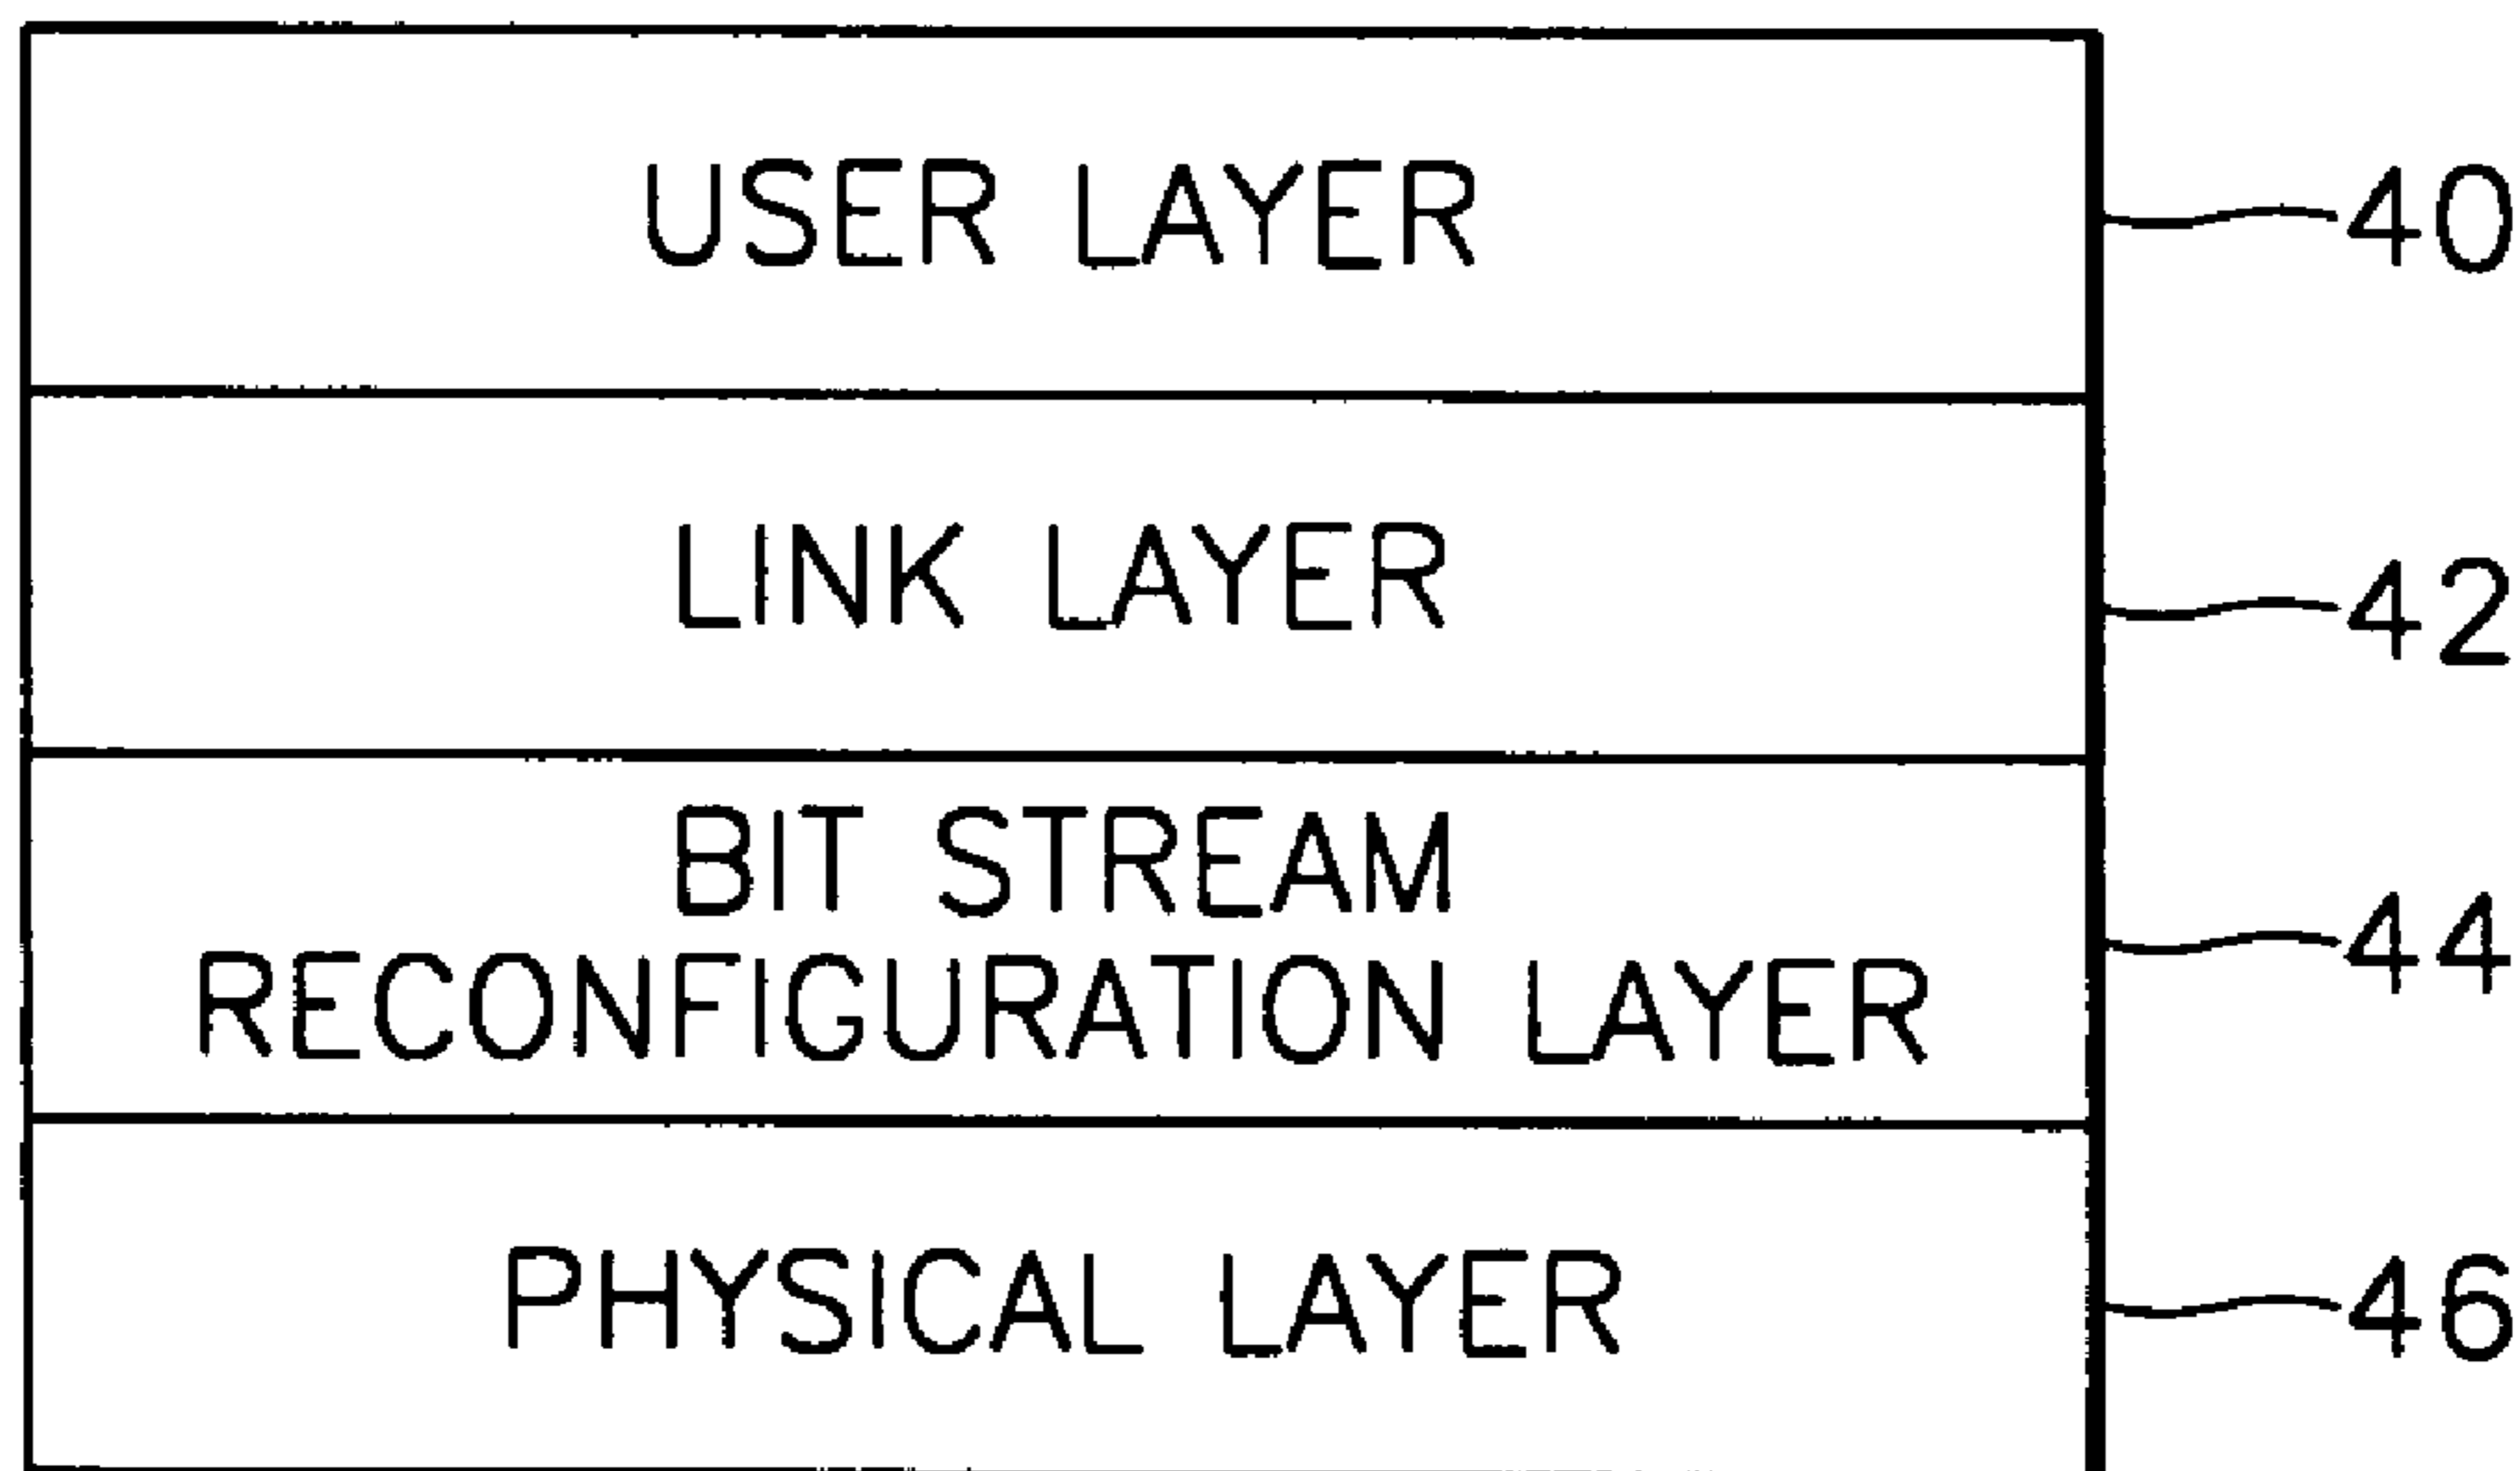 USER LAYER 40
LINK LAYER 42
BIT STREAM
RECONFIGURATION LAYER 44
PHYSICAL LAYER 46